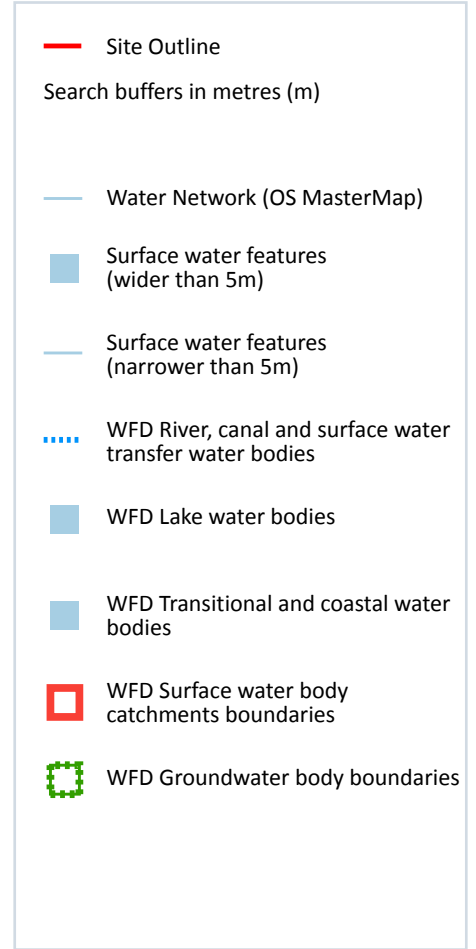 Site Outline
Search buffers in metres (m)
Water Network (OS MasterMap)
Surface water features
(wider than 5m)
Surface water features
(narrower than 5m)
WFD River, canal and surface water
transfer water bodies
WFD Lake water bodies
WFD Transitional and coastal water
bodies
WFD Surface water body
catchments boundaries
WFD Groundwater body boundaries